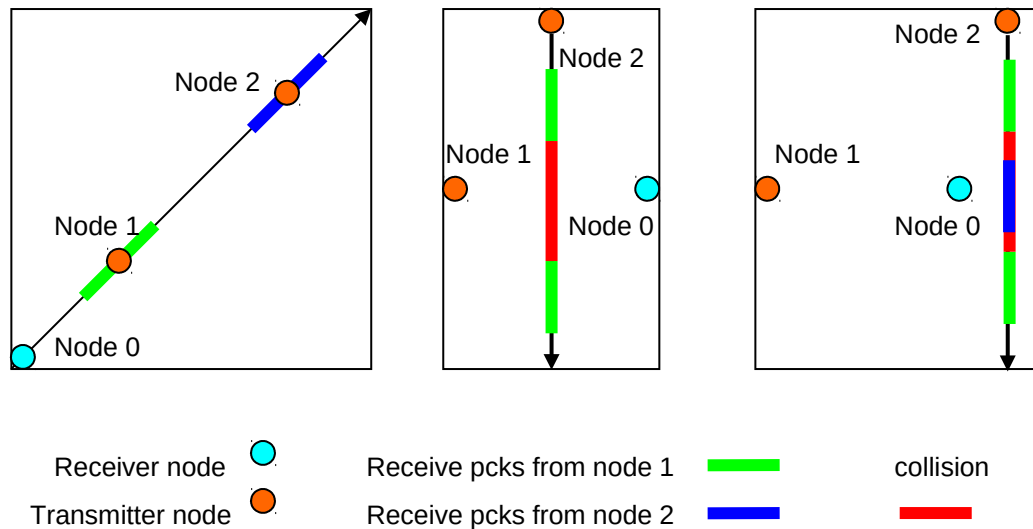 Node 2
Node 1
Node 0
Node 2
Node 1
Node 0
Node 2
Node 1
Node 0
Receiver node
Receive pcks from node 1
collision
Transmitter node
Receive pcks from node 2